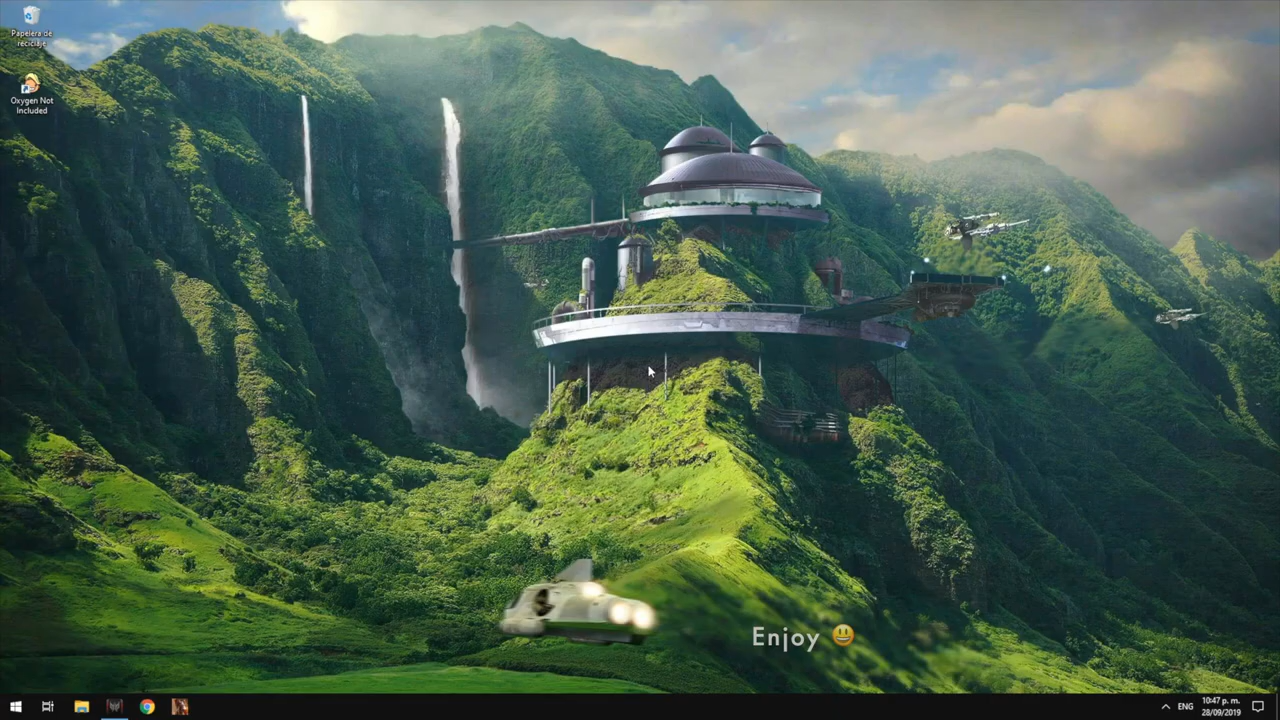 Papelera de
reciclaje
Oxygen Not
Included
Enjoy 😃
ENG
10:47 p. m.
28/09/2019